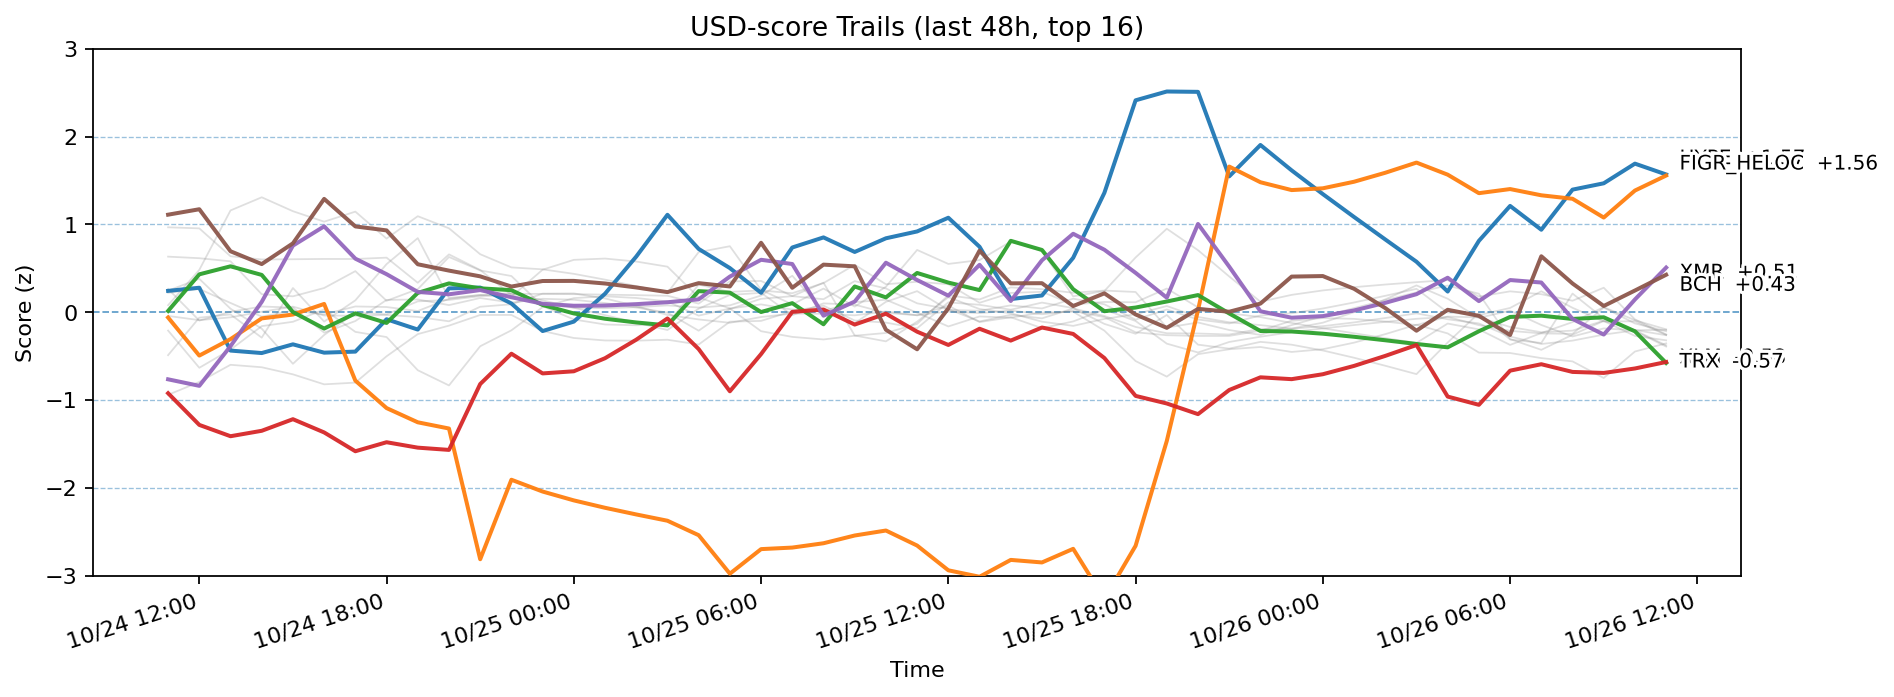 USD-score Trails (last 48h, top 16)
Score (z)
3
2
1
0
−1
−2
−3
FIGR_HELOC +1.56
XMR +0.51
BCH +0.43
TRX -0.57
10/24 12:00
10/24 18:00
10/25 00:00
10/25 06:00
10/25 12:00
10/25 18:00
10/26 00:00
10/26 06:00
10/26 12:00
Time